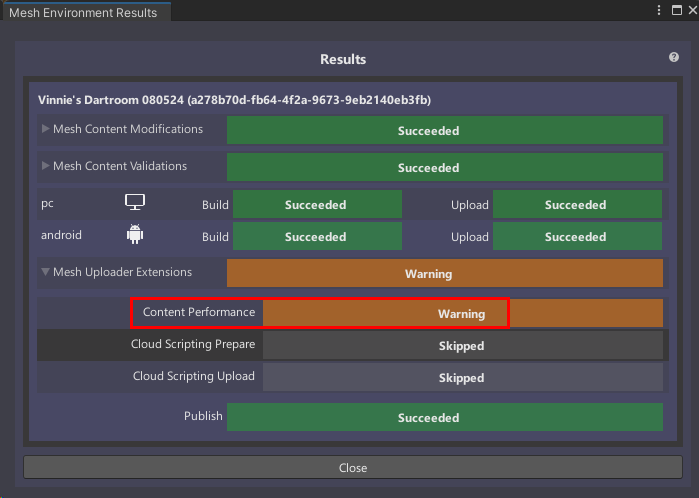 Mesh Environment Results
Results
Vinnie's Dartroom 080524 (a278b70d-fb64-4f2a-9673-9eb2140eb3fb)
Mesh Content Modifications Succeeded
Mesh Content Validations Succeeded
pc Build Succeeded Upload Succeeded
android Build Succeeded Upload Succeeded
Mesh Uploader Extensions Warning
Content Performance Warning
Cloud Scripting Prepare Skipped
Cloud Scripting Upload Skipped
Publish Succeeded
Close